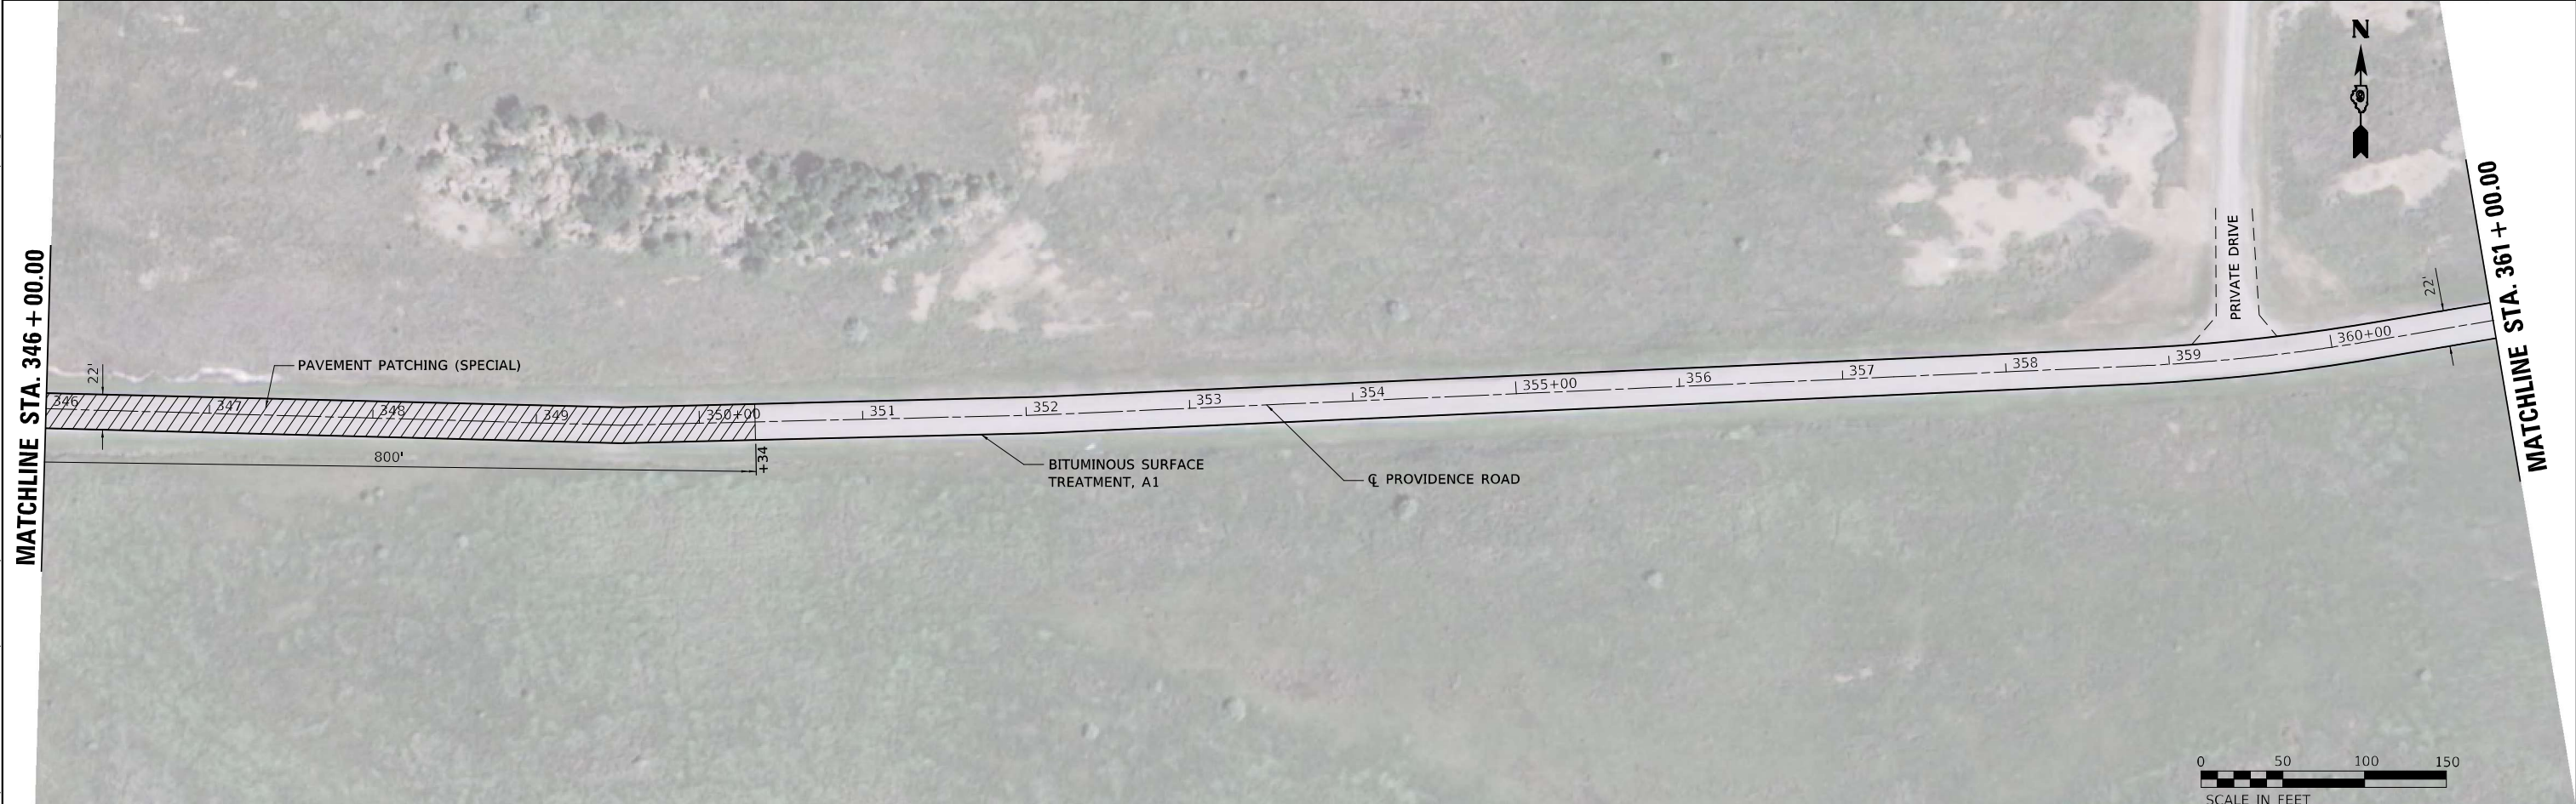 N
MATCHLINE STA. 346+00.00
MATCHLINE STA. 361+00.00
PRIVATE DRIVE
22'
22'
PAVEMENT PATCHING (SPECIAL)
346
347
348
349
350+00
351
352
353
354
355+00
356
357
358
359
360+00
800'
+34
BITUMINOUS SURFACE
TREATMENT, A1
℄ PROVIDENCE ROAD
0 50 100 150
SCALE IN FEET